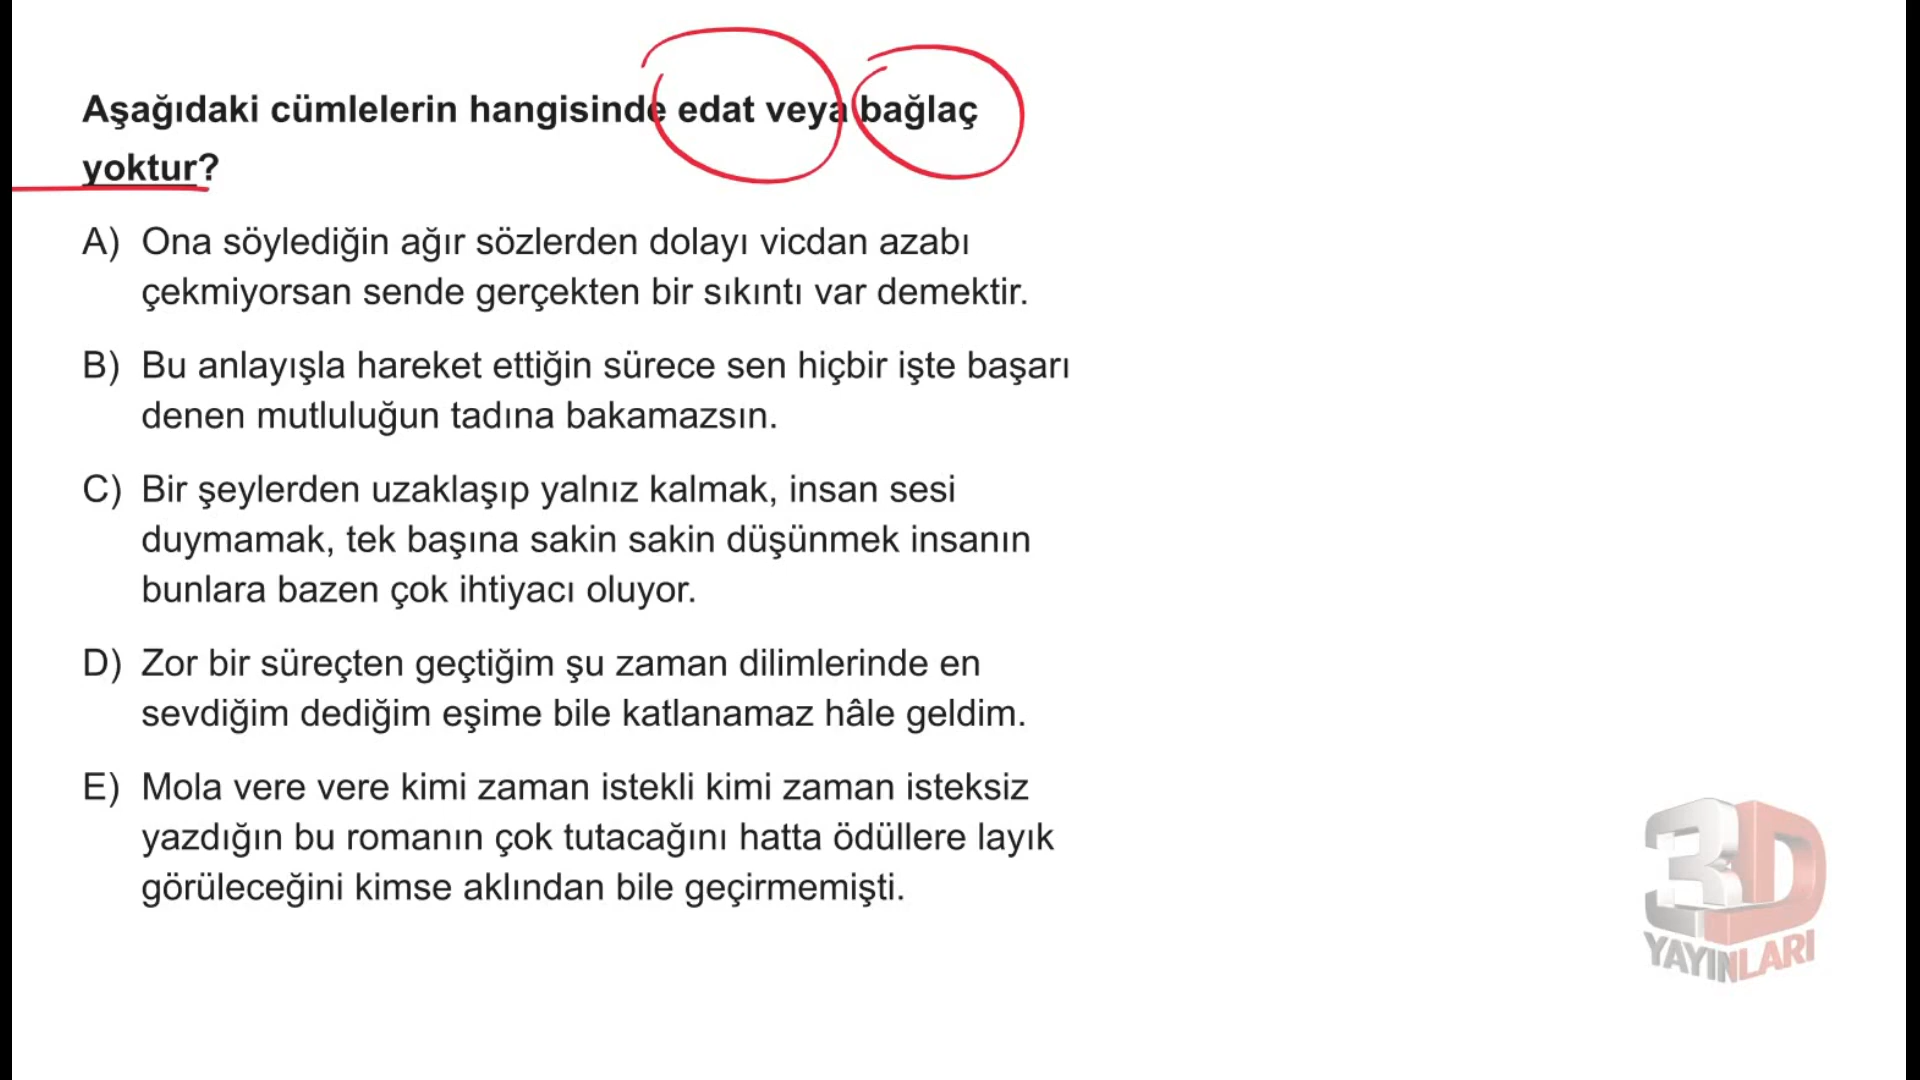 Aşağıdaki cümlelerin hangisinde edat veya bağlaç
yoktur?
A) Ona söylediğin ağır sözlerden dolayı vicdan azabı
çekmiyorsan sende gerçekten bir sıkıntı var demektir.
B) Bu anlayışla hareket ettiğin sürece sen hiçbir işte başarı
denen mutluluğun tadına bakamazsın.
C) Bir şeylerden uzaklaşıp yalnız kalmak, insan sesi
duymamak, tek başına sakin sakin düşünmek insanın
bunlara bazen çok ihtiyacı oluyor.
D) Zor bir süreçten geçtiğim şu zaman dilimlerinde en
sevdiğim dediğim eşime bile katlanamaz hâle geldim.
E) Mola vere vere kimi zaman istekli kimi zaman isteksiz
yazdığın bu romanın çok tutacağını hatta ödüllere layık
görüleceğini kimse aklından bile geçirmemişti.
3D
YAYINLARI